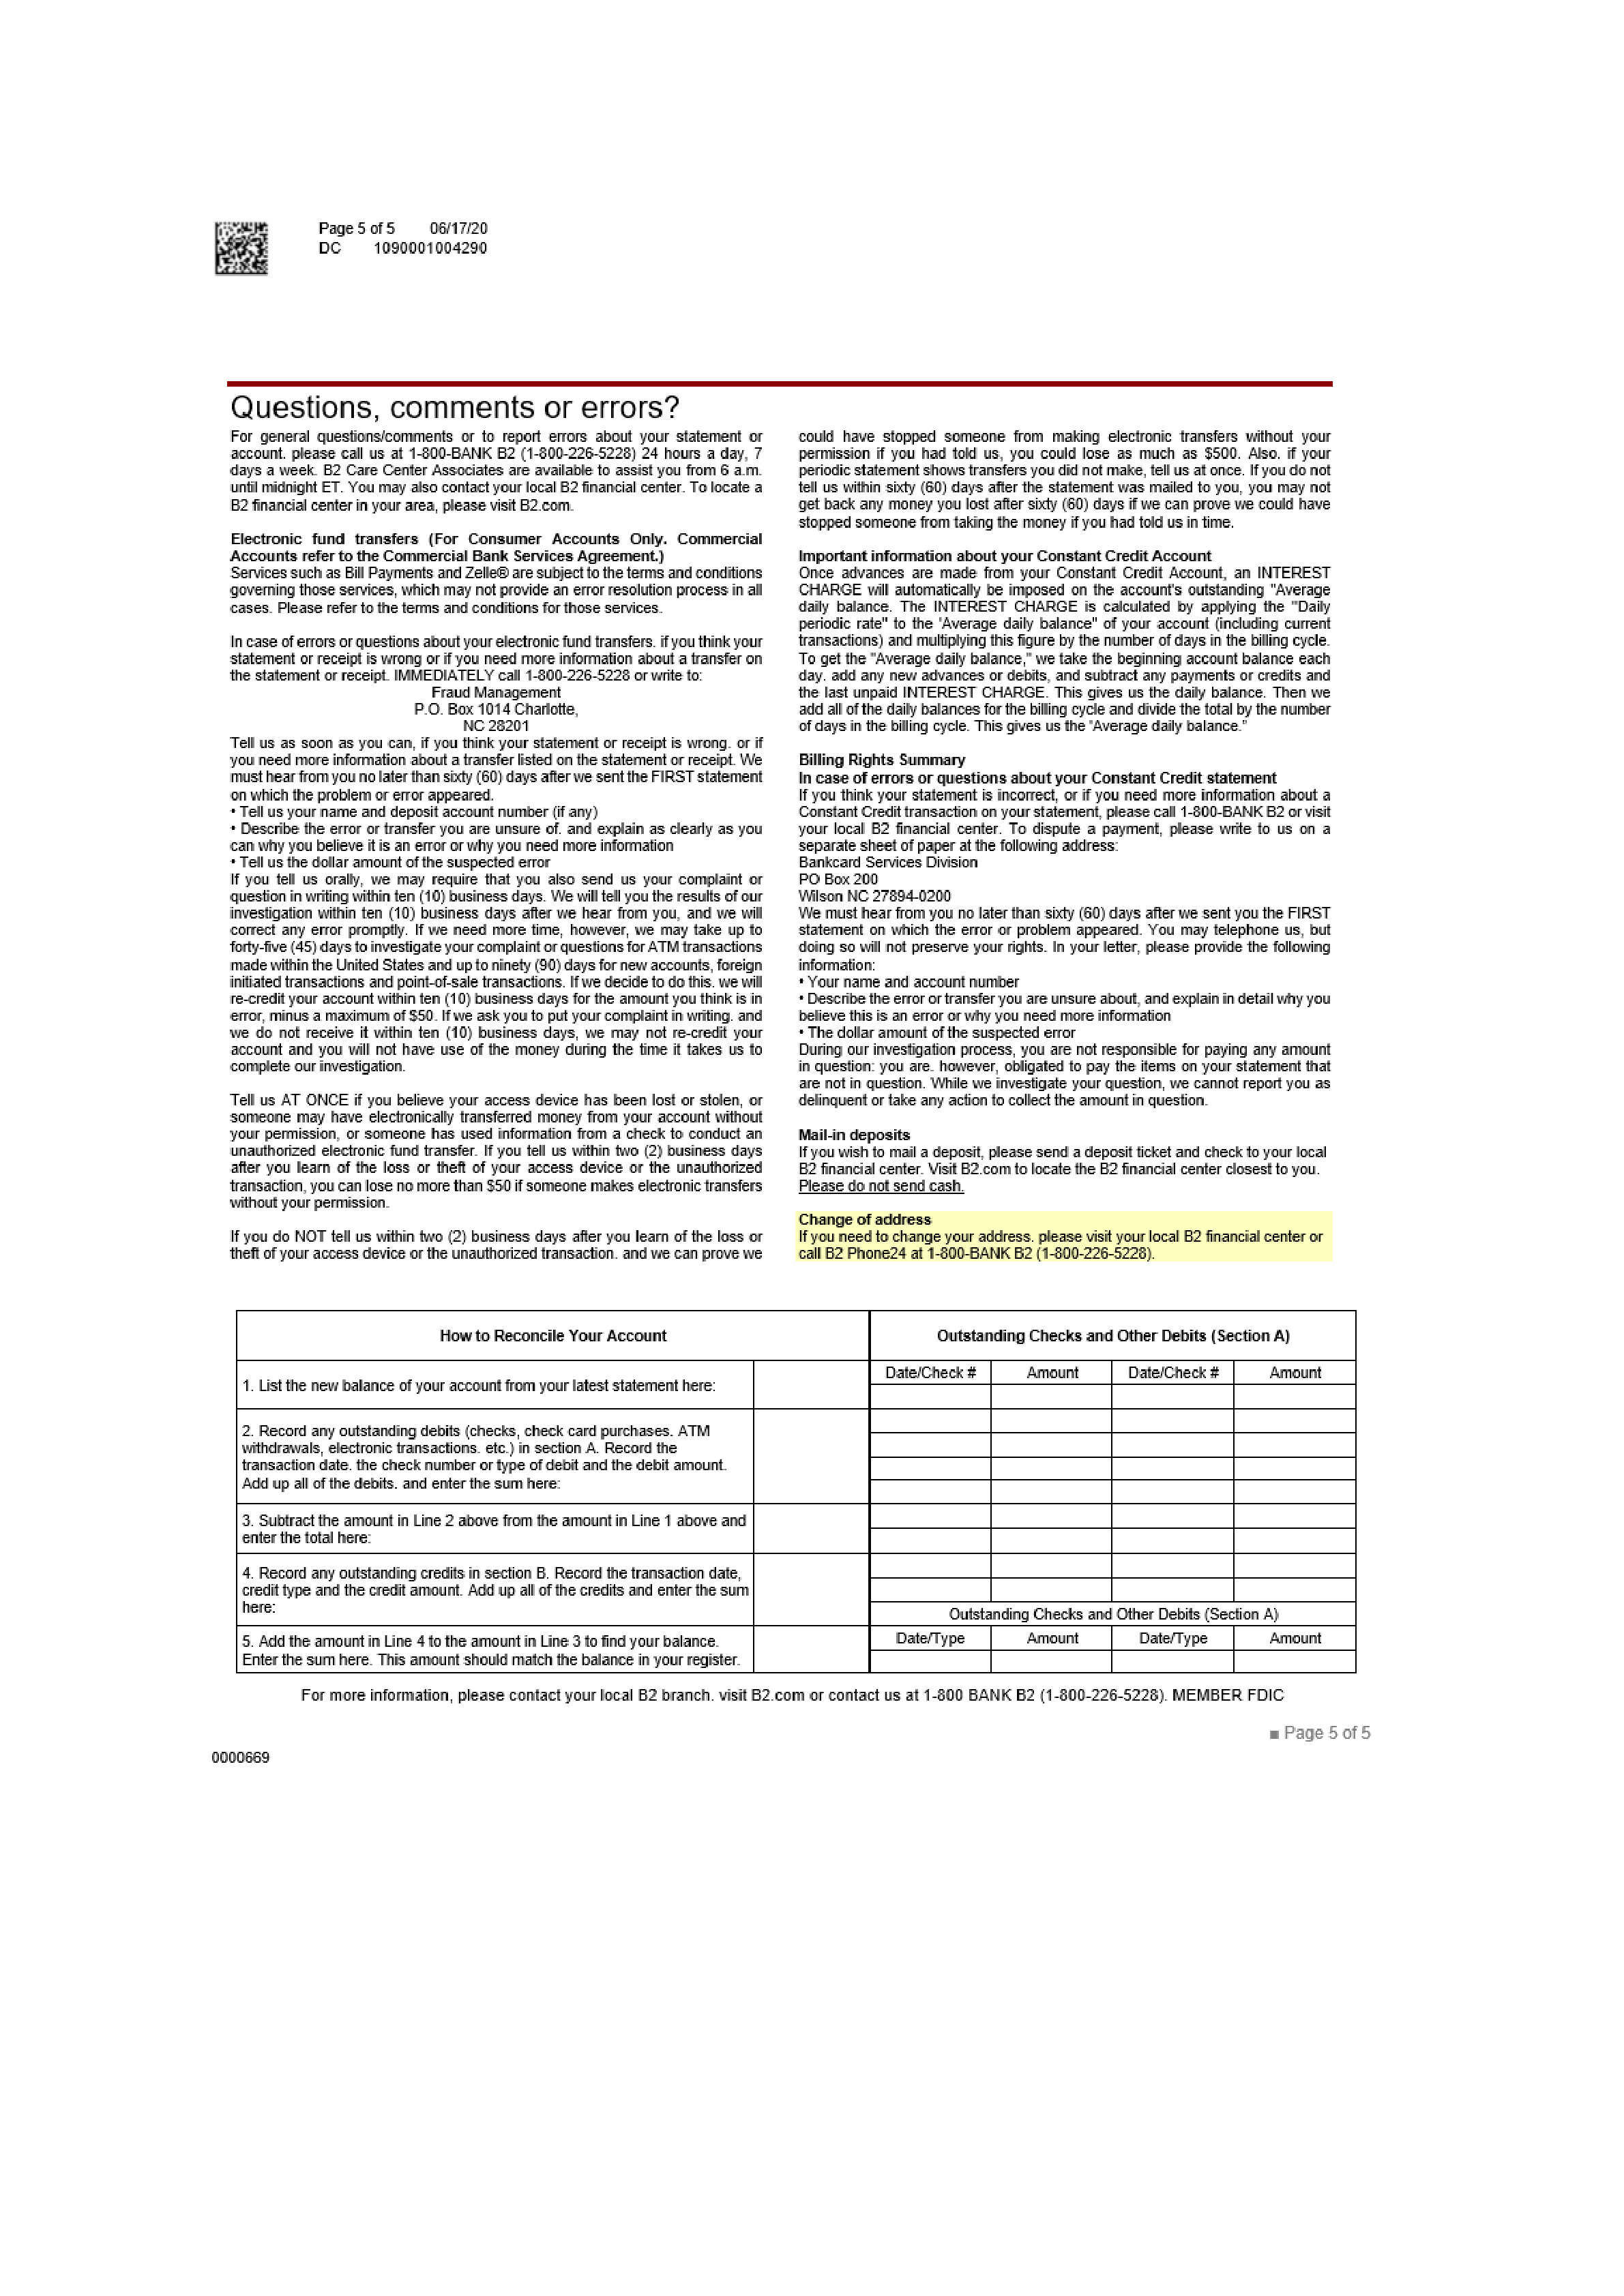 Page 5 of 5 06/17/20
DC 1090001004290
Questions, comments or errors?
For general questions/comments or to report errors about your statement or
account. please call us at 1-800-BANK B2 (1-800-226-5228) 24 hours a day, 7
days a week. B2 Care Center Associates are available to assist you from 6 a.m.
until midnight ET. You may also contact your local B2 financial center. To locate a
B2 financial center in your area, please visit B2.com.
Electronic fund transfers (For Consumer Accounts Only. Commercial
Accounts refer to the Commercial Bank Services Agreement.)
Services such as Bill Payments and Zelle® are subject to the terms and conditions
governing those services, which may not provide an error resolution process in all
cases. Please refer to the terms and conditions for those services.
In case of errors or questions about your electronic fund transfers. if you think your
statement or receipt is wrong or if you need more information about a transfer on
the statement or receipt. IMMEDIATELY call 1-800-226-5228 or write to:
Fraud Management
P.O. Box 1014 Charlotte,
NC 28201
Tell us as soon as you can, if you think your statement or receipt is wrong. or if
you need more information about a transfer listed on the statement or receipt. We
must hear from you no later than sixty (60) days after we sent the FIRST statement
on which the problem or error appeared.
• Tell us your name and deposit account number (if any)
• Describe the error or transfer you are unsure of. and explain as clearly as you
can why you believe it is an error or why you need more information
• Tell us the dollar amount of the suspected error
If you tell us orally, we may require that you also send us your complaint or
question in writing within ten (10) business days. We will tell you the results of our
investigation within ten (10) business days after we hear from you, and we will
correct any error promptly. If we need more time, however, we may take up to
forty-five (45) days to investigate your complaint or questions for ATM transactions
made within the United States and up to ninety (90) days for new accounts, foreign
initiated transactions and point-of-sale transactions. If we decide to do this. we will
re-credit your account within ten (10) business days for the amount you think is in
error, minus a maximum of $50. If we ask you to put your complaint in writing. and
we do not receive it within ten (10) business days, we may not re-credit your
account and you will not have use of the money during the time it takes us to
complete our investigation.
Tell us AT ONCE if you believe your access device has been lost or stolen, or
someone may have electronically transferred money from your account without
your permission, or someone has used information from a check to conduct an
unauthorized electronic fund transfer. If you tell us within two (2) business days
after you learn of the loss or theft of your access device or the unauthorized
transaction, you can lose no more than $50 if someone makes electronic transfers
without your permission.
If you do NOT tell us within two (2) business days after you learn of the loss or
theft of your access device or the unauthorized transaction. and we can prove we
could have stopped someone from making electronic transfers without your
permission if you had told us, you could lose as much as $500. Also. if your
periodic statement shows transfers you did not make, tell us at once. If you do not
tell us within sixty (60) days after the statement was mailed to you, you may not
get back any money you lost after sixty (60) days if we can prove we could have
stopped someone from taking the money if you had told us in time.
Important information about your Constant Credit Account
Once advances are made from your Constant Credit Account, an INTEREST
CHARGE will automatically be imposed on the account's outstanding "Average
daily balance. The INTEREST CHARGE is calculated by applying the "Daily
periodic rate" to the 'Average daily balance" of your account (including current
transactions) and multiplying this figure by the number of days in the billing cycle.
To get the "Average daily balance," we take the beginning account balance each
day. add any new advances or debits, and subtract any payments or credits and
the last unpaid INTEREST CHARGE. This gives us the daily balance. Then we
add all of the daily balances for the billing cycle and divide the total by the number
of days in the billing cycle. This gives us the "Average daily balance."
Billing Rights Summary
In case of errors or questions about your Constant Credit statement
If you think your statement is incorrect, or if you need more information about a
Constant Credit transaction on your statement, please call 1-800-BANK B2 or visit
your local B2 financial center. To dispute a payment, please write to us on a
separate sheet of paper at the following address:
Bankcard Services Division
PO Box 200
Wilson NC 27894-0200
We must hear from you no later than sixty (60) days after we sent you the FIRST
statement on which the error or problem appeared. You may telephone us, but
doing so will not preserve your rights. In your letter, please provide the following
information:
• Your name and account number
• Describe the error or transfer you are unsure about, and explain in detail why you
believe this is an error or why you need more information
• The dollar amount of the suspected error
During our investigation process, you are not responsible for paying any amount
in question: you are. however, obligated to pay the items on your statement that
are not in question. While we investigate your question, we cannot report you as
delinquent or take any action to collect the amount in question.
Mail-in deposits
If you wish to mail a deposit, please send a deposit ticket and check to your local
B2 financial center. Visit B2.com to locate the B2 financial center closest to you.
Please do not send cash.
Change of address
If you need to change your address. please visit your local B2 financial center or
call B2 Phone24 at 1-800-BANK B2 (1-800-226-5228).
How to Reconcile Your Account
1. List the new balance of your account from your latest statement here:
2. Record any outstanding debits (checks, check card purchases. ATM
withdrawals, electronic transactions. etc.) in section A. Record the
transaction date. the check number or type of debit and the debit amount.
Add up all of the debits. and enter the sum here:
3. Subtract the amount in Line 2 above from the amount in Line 1 above and
enter the total here:
4. Record any outstanding credits in section B. Record the transaction date,
credit type and the credit amount. Add up all of the credits and enter the sum
here:
5. Add the amount in Line 4 to the amount in Line 3 to find your balance.
Enter the sum here. This amount should match the balance in your register.
Outstanding Checks and Other Debits (Section A)
Date/Check # Amount Date/Check # Amount
Outstanding Checks and Other Debits (Section A)
Date/Type Amount Date/Type Amount
For more information, please contact your local B2 branch. visit B2.com or contact us at 1-800 BANK B2 (1-800-226-5228). MEMBER FDIC
■ Page 5 of 5
0000669